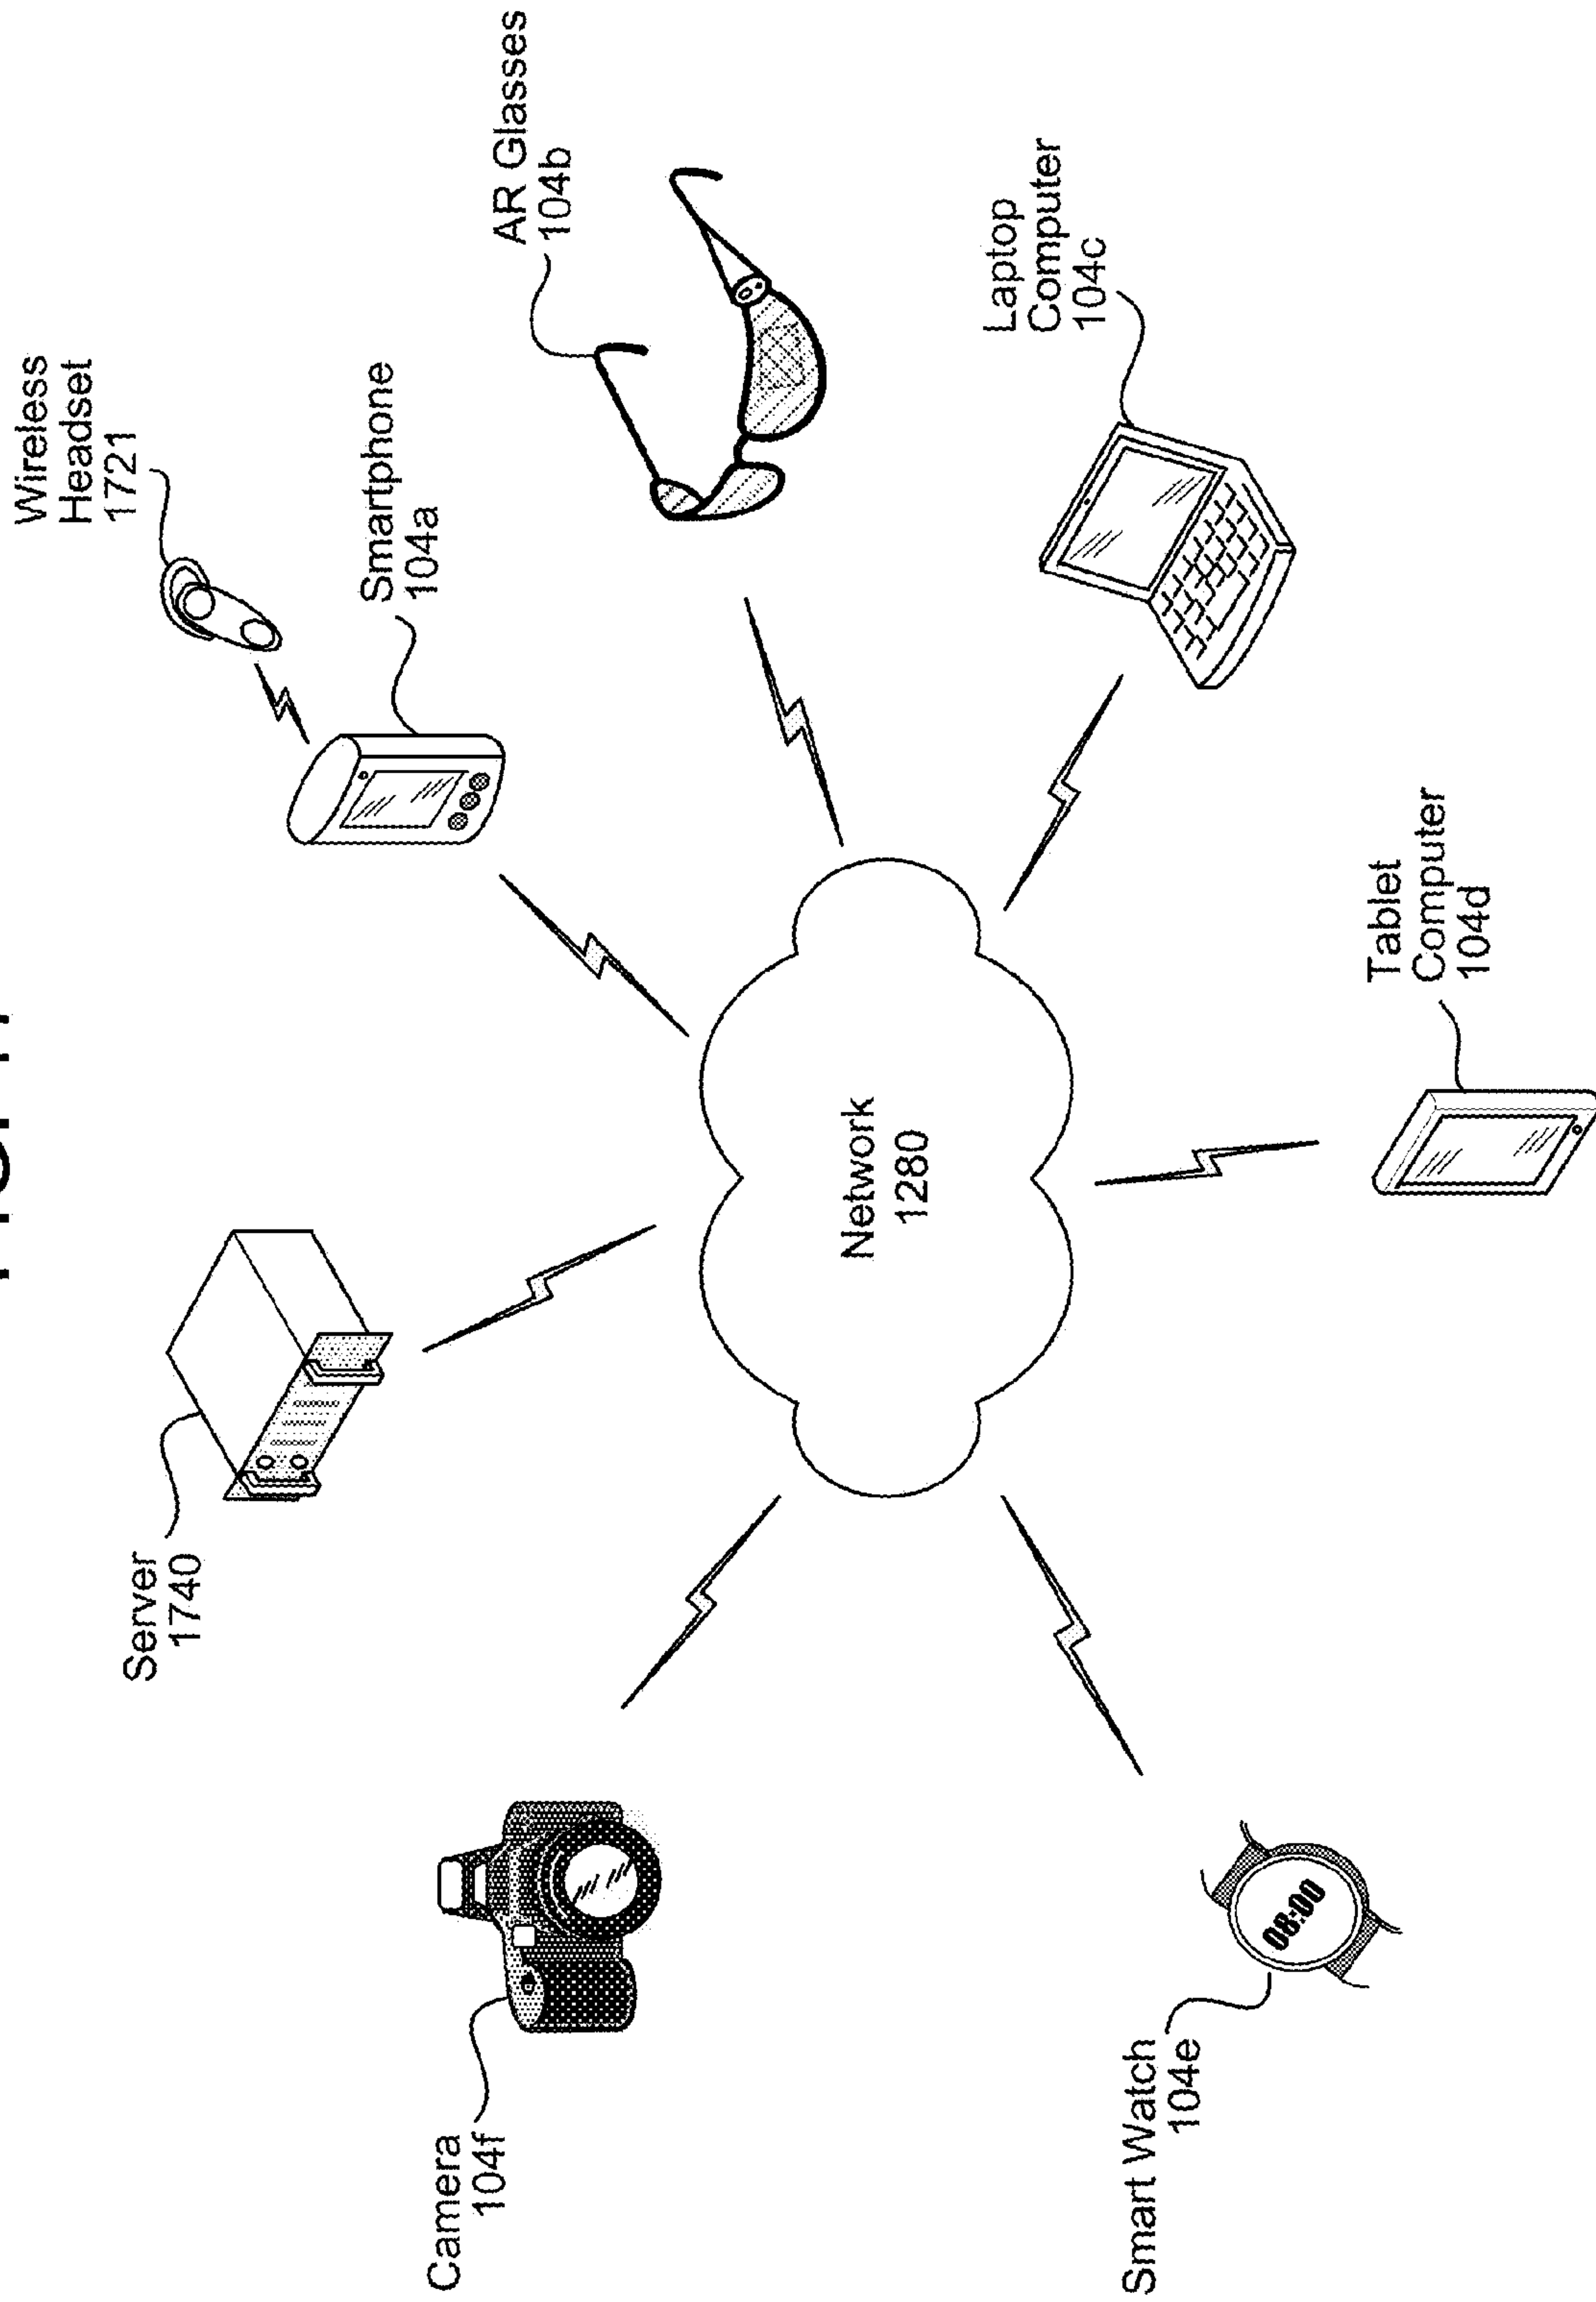 Wireless
Headset
1721
Server
1740
Smartphone
104a
Camera
104f
AR Glasses
104b
Network
1280
Laptop
Computer
104c
Smart Watch
104e
08:00
Tablet
Computer
104d